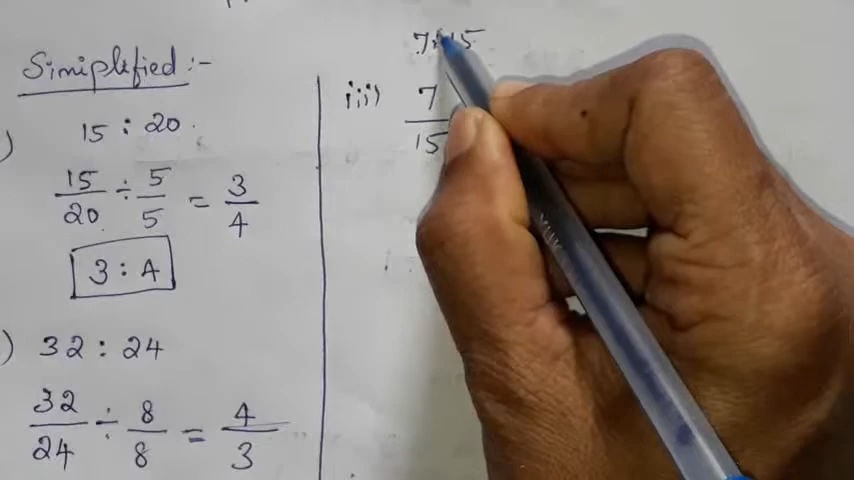 Simiplified :-
) 15 : 20
15/20 ÷ 5/5 = 3/4
3 : 4
) 32 : 24
32/24 ÷ 8/8 = 4/3
7:15
iii) 7/15